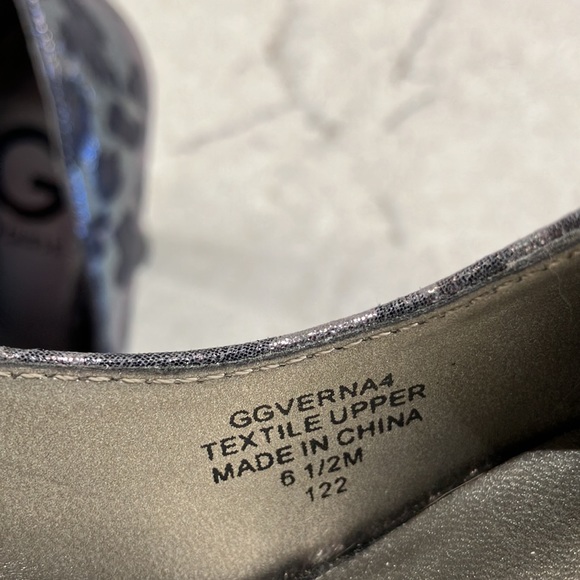 G
GGVERNA4
TEXTILE UPPER
MADE IN CHINA
6 1/2M
122